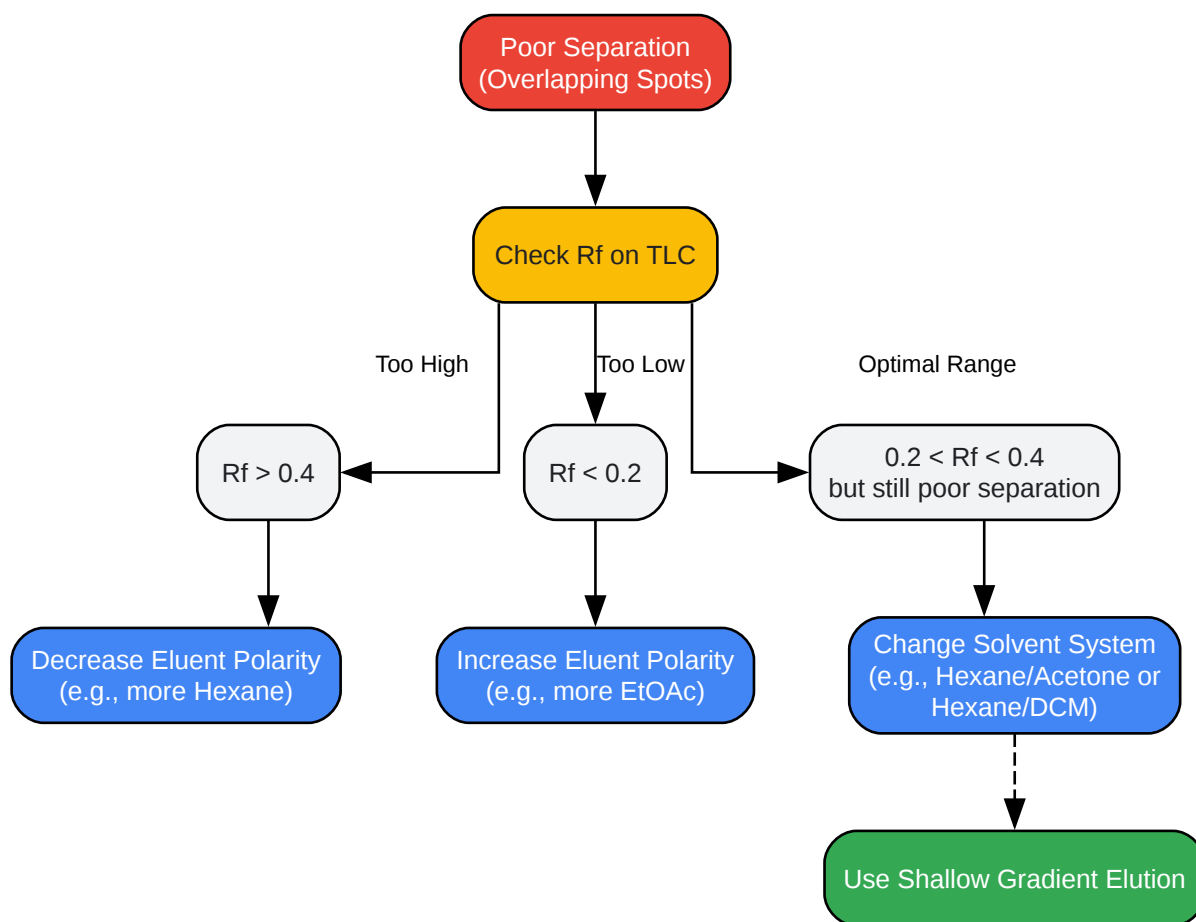 Poor Separation
(Overlapping Spots)
Check Rf on TLC
Too High
Too Low
Optimal Range
Rf > 0.4
Rf < 0.2
0.2 < Rf < 0.4
but still poor separation
Decrease Eluent Polarity
(e.g., more Hexane)
Increase Eluent Polarity
(e.g., more EtOAc)
Change Solvent System
(e.g., Hexane/Acetone or
Hexane/DCM)
Use Shallow Gradient Elution